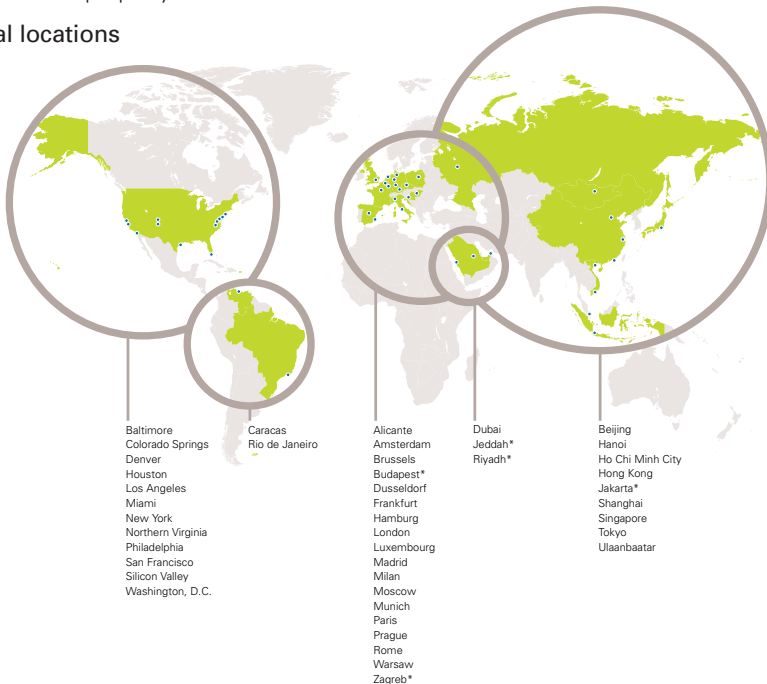 al locations
Baltimore
Colorado Springs
Denver
Houston
Los Angeles
Miami
New York
Northern Virginia
Philadelphia
San Francisco
Silicon Valley
Washington, D.C.
Caracas
Rio de Janeiro
Alicante
Amsterdam
Brussels
Budapest*
Dusseldorf
Frankfurt
Hamburg
London
Luxembourg
Madrid
Milan
Moscow
Munich
Paris
Prague
Rome
Warsaw
Zagreb*
Dubai
Jeddah*
Riyadh*
Beijing
Hanoi
Ho Chi Minh City
Hong Kong
Jakarta*
Shanghai
Singapore
Tokyo
Ulaanbaatar